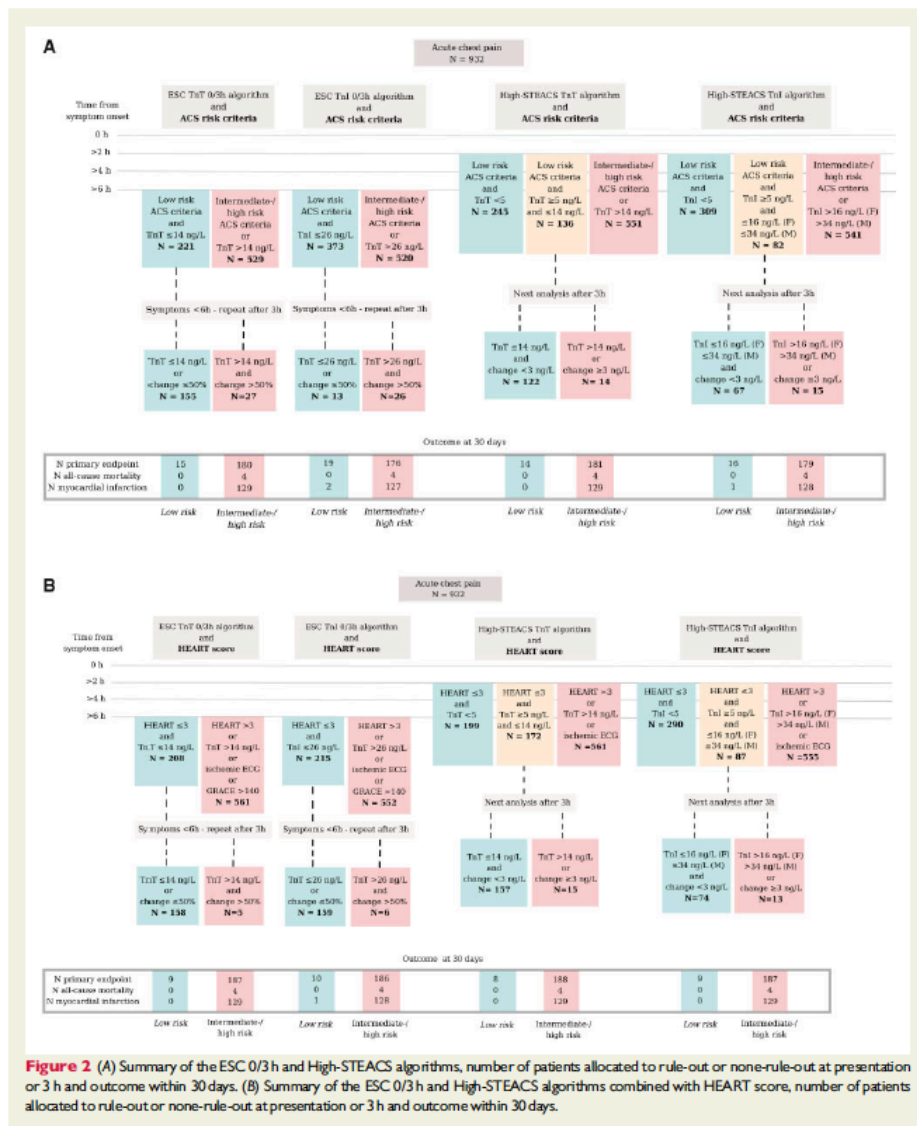 A
Acute chest pain
N = 932
ESC TnT 0/3h algorithm
and
ACS risk criteria
ESC TnI 0/3h algorithm
and
ACS risk criteria
High-STEACS TnT algorithm
and
ACS risk criteria
High-STEACS TnI algorithm
and
ACS risk criteria
Time from
symptom onset
0 h
>2 h
>4 h
>6 h
Low risk
ACS criteria
and
TnT ≤14 ng/L
N = 221
Intermediate-/
high risk
ACS criteria
or
TnT >14 ng/L
N = 529
Low risk
ACS criteria
and
TnI ≤26 ng/L
N = 373
Intermediate-/
high risk
ACS criteria
or
TnT >26 ng/L
N = 520
Low risk
ACS criteria
and
TnT <5
N = 245
Low risk
ACS criteria
and
TnT ≥5 ng/L
and ≤14 ng/L
N = 136
Intermediate-/
high risk
ACS criteria
or
TnT >14 ng/L
N = 551
Low risk
ACS criteria
and
TnI <5
N = 309
Low risk
ACS criteria
and
TnI ≥5 ng/L
and
≤16 ng/L (F)
≤34 ng/L (M)
N = 82
Intermediate-/
high risk
ACS criteria
or
TnI >16 ng/L (F)
>34 ng/L (M)
N = 541
Symptoms <6h - repeat after 3h
Symptoms <6h - repeat after 3h
Next analysis after 3h
Next analysis after 3h
TnT ≤14 ng/L
or
change ≤50%
N = 155
TnT >14 ng/L
and
change >50%
N=27
TnT ≤26 ng/L
or
change ≤50%
N = 13
TnT >26 ng/L
and
change >50%
N=26
TnT ≤14 ng/L
and
change <3 ng/L
N = 122
TnT >14 ng/L
or
change ≥3 ng/L
N = 14
TnI ≤16 ng/L (F)
≤34 ng/L (M)
and
change <3 ng/L
N = 67
TnI >16 ng/L (F)
>34 ng/L (M)
or
change ≥3 ng/L
N = 15
Outcome at 30 days
N primary endpoint 15 180 19 176 14 181 16 179
N all-cause mortality 0 4 0 4 0 4 0 4
N myocardial infarction 0 129 2 127 0 129 1 128
Low risk Intermediate-/ Low risk Intermediate-/ Low risk Intermediate-/ Low risk Intermediate-/
high risk high risk high risk high risk
B
Acute chest pain
N = 932
ESC TnT 0/3h algorithm
and
HEART score
ESC TnI 0/3h algorithm
and
HEART score
High-STEACS TnT algorithm
and
HEART score
High-STEACS TnI algorithm
and
HEART score
Time from
symptom onset
0 h
>2 h
>4 h
>6 h
HEART ≤3
and
TnT ≤14 ng/L
N = 208
HEART >3
or
TnT >14 ng/L
or
ischemic ECG
or
GRACE >140
N = 561
HEART ≤3
and
TnI ≤26 ng/L
N = 215
HEART >3
or
TnT >26 ng/L
or
ischemic ECG
or
GRACE >140
N = 552
HEART ≤3
and
TnT <5
N = 199
HEART ≤3
and
TnT ≥5 ng/L
and ≤14 ng/L
N = 172
HEART >3
or
TnT >14 ng/L
or
ischemic ECG
N =561
HEART ≤3
and
TnI <5
N = 290
HEART ≤3
and
TnI ≥5 ng/L
and
≤16 ng/L (F)
≤34 ng/L (M)
N = 87
HEART >3
or
TnI >16 ng/L (F)
>34 ng/L (M)
or
ischemic ECG
N =555
Symptoms <6h - repeat after 3h
Symptoms <6h - repeat after 3h
Next analysis after 3h
Next analysis after 3h
TnT ≤14 ng/L
or
change ≤50%
N = 158
TnT >14 ng/L
and
change >50%
N=5
TnT ≤26 ng/L
or
change ≤50%
N = 159
TnT >26 ng/L
and
change >50%
N=6
TnT ≤14 ng/L
and
change <3 ng/L
N= 157
TnT >14 ng/L
or
change ≥3 ng/L
N=15
TnI ≤16 ng/L (F)
≤34 ng/L (M)
and
change <3 ng/L
N=74
TnI >16 ng/L (F)
>34 ng/L (M)
or
change ≥3 ng/L
N=13
Outcome at 30 days
N primary endpoint 9 187 10 186 8 188 9 187
N all-cause mortality 0 4 0 4 0 4 0 4
N myocardial infarction 0 129 1 128 0 129 0 129
Low risk Intermediate-/ Low risk Intermediate-/ Low risk Intermediate-/ Low risk Intermediate-/
high risk high risk high risk high risk
Figure 2 (A) Summary of the ESC 0/3 h and High-STEACS algorithms, number of patients allocated to rule-out or none-rule-out at presentation
or 3 h and outcome within 30 days. (B) Summary of the ESC 0/3 h and High-STEACS algorithms combined with HEART score, number of patients
allocated to rule-out or none-rule-out at presentation or 3 h and outcome within 30 days.